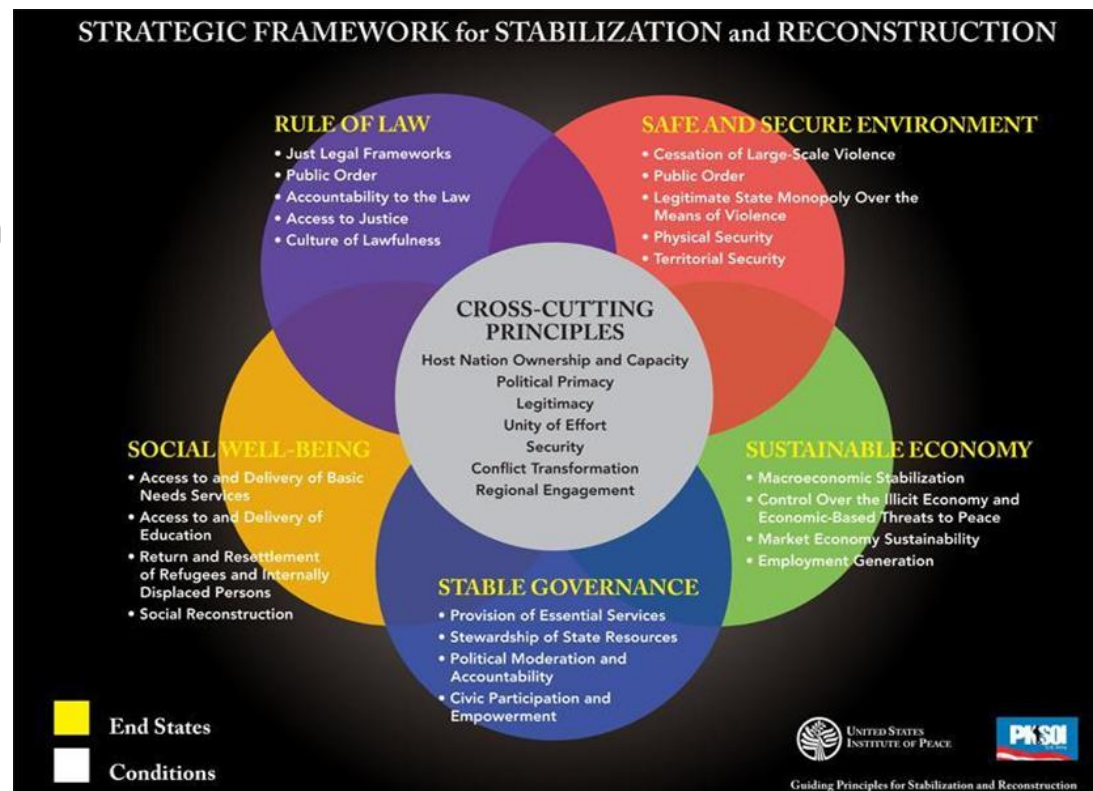 STRATEGIC FRAMEWORK for STABILIZATION and RECONSTRUCTION
RULE OF LAW
• Just Legal Frameworks
• Public Order
• Accountability to the Law
• Access to Justice
• Culture of Lawfulness
SAFE AND SECURE ENVIRONMENT
• Cessation of Large-Scale Violence
• Public Order
• Legitimate State Monopoly Over the
Means of Violence
• Physical Security
• Territorial Security
CROSS-CUTTING
PRINCIPLES
Host Nation Ownership and Capacity
Political Primacy
Legitimacy
Unity of Effort
Security
Conflict Transformation
Regional Engagement
SOCIAL WELL-BEING
• Access to and Delivery of Basic
Needs Services
• Access to and Delivery of
Education
• Return and Resettlement
of Refugees and Internally
Displaced Persons
• Social Reconstruction
SUSTAINABLE ECONOMY
• Macroeconomic Stabilization
• Control Over the Illicit Economy and
Economic-Based Threats to Peace
• Market Economy Sustainability
• Employment Generation
STABLE GOVERNANCE
• Provision of Essential Services
• Stewardship of State Resources
• Political Moderation and
Accountability
• Civic Participation and
Empowerment
End States
Conditions
UNITED STATES
INSTITUTE OF PEACE
PKSOI
Guiding Principles for Stabilization and Reconstruction